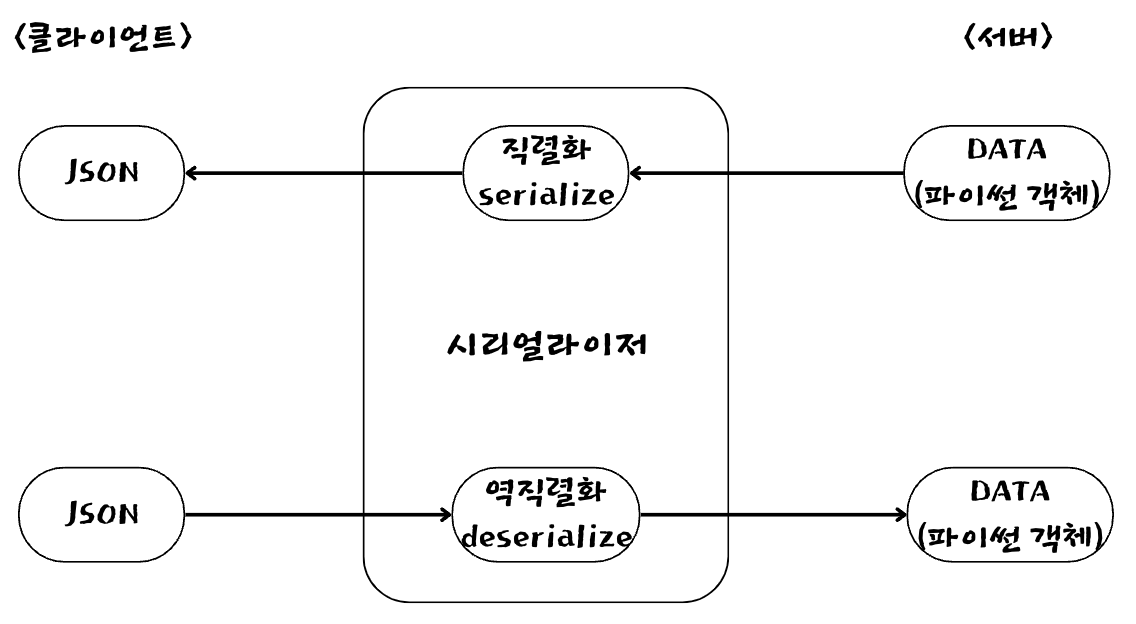 <클라이언트>
<서버>
JSON
직렬화
serialize
DATA
(파이썬 객체)
시리얼라이저
JSON
역직렬화
deserialize
DATA
(파이썬 객체)